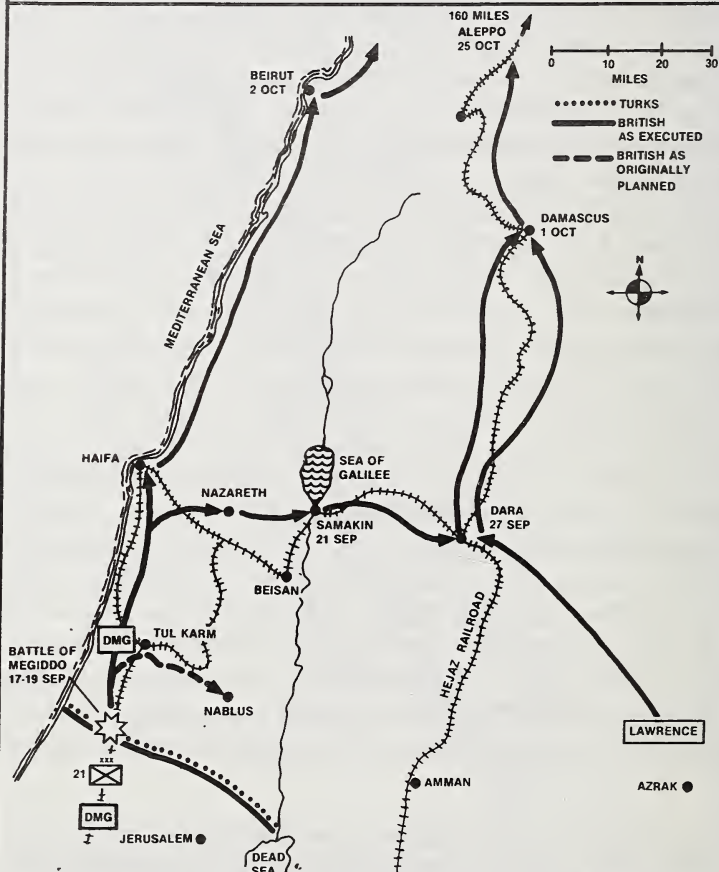 160 MILES
ALEPPO
25 OCT
0 10 20 30
MILES
TURKS
BRITISH
AS EXECUTED
BRITISH AS
ORIGINALLY
PLANNED
BEIRUT
2 OCT
DAMASCUS
1 OCT
N
MEDITERRANEAN SEA
HAIFA
SEA OF
GALILEE
NAZARETH
SAMAKIN
21 SEP
DARA
27 SEP
BEISAN
HEJAZ RAILROAD
DMG
TUL KARM
BATTLE OF
MEGIDDO
17-19 SEP
NABLUS
LAWRENCE
XXX
21
AMMAN
AZRAK
DMG
JERUSALEM
DEAD
SEA